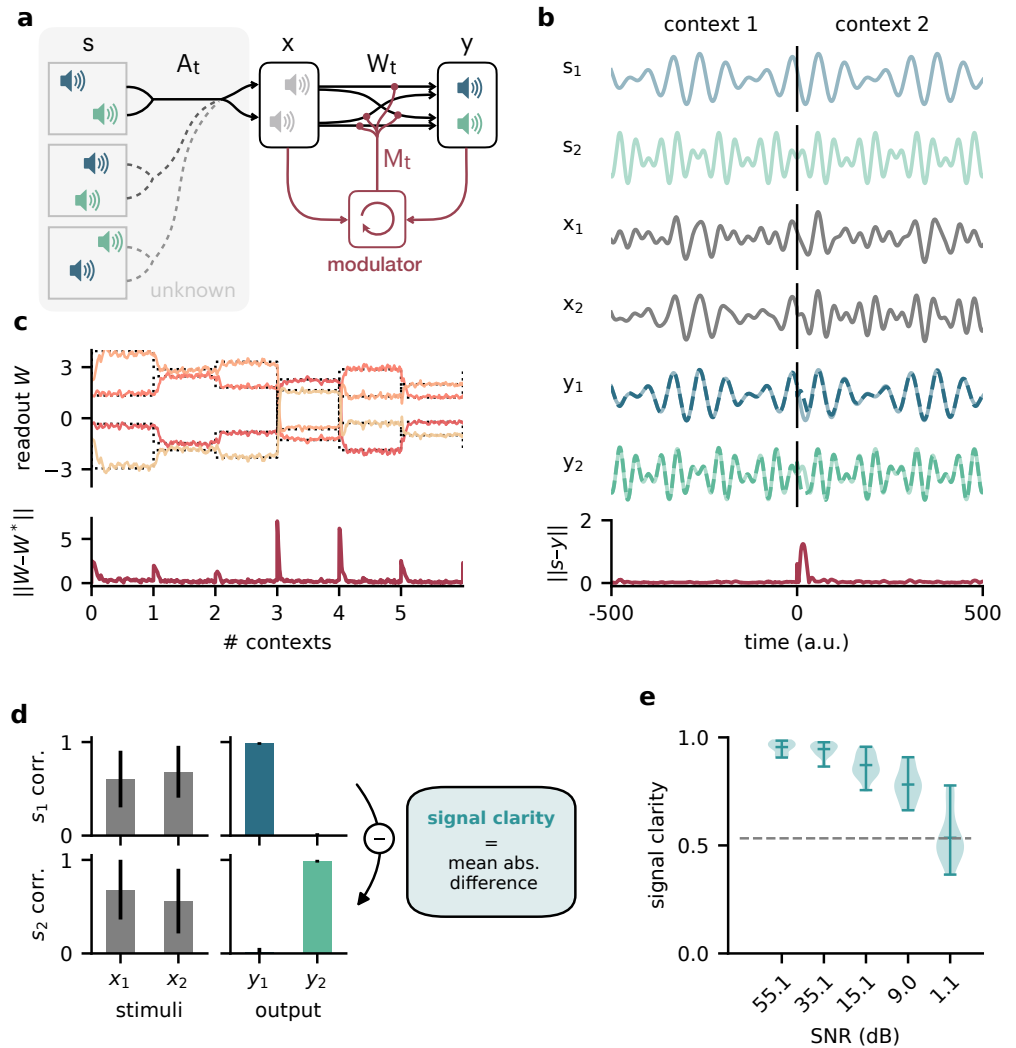 a
s
A_t
x
W_t
y
M_t
modulator
unknown
b
context 1 context 2
s_1
s_2
x_1
x_2
y_1
y_2
||s–y||
2
0
-500 0 500
time (a.u.)
c
readout W
3
0
−3
||W–W*||
5
0
0 1 2 3 4 5
# contexts
d
s_1 corr.
1
0
s_2 corr.
1
0
x_1 x_2 y_1 y_2
stimuli output
−
signal clarity
=
mean abs.
difference
e
signal clarity
1.0
0.5
0.0
55.1 35.1 15.1 9.0 1.1
SNR (dB)